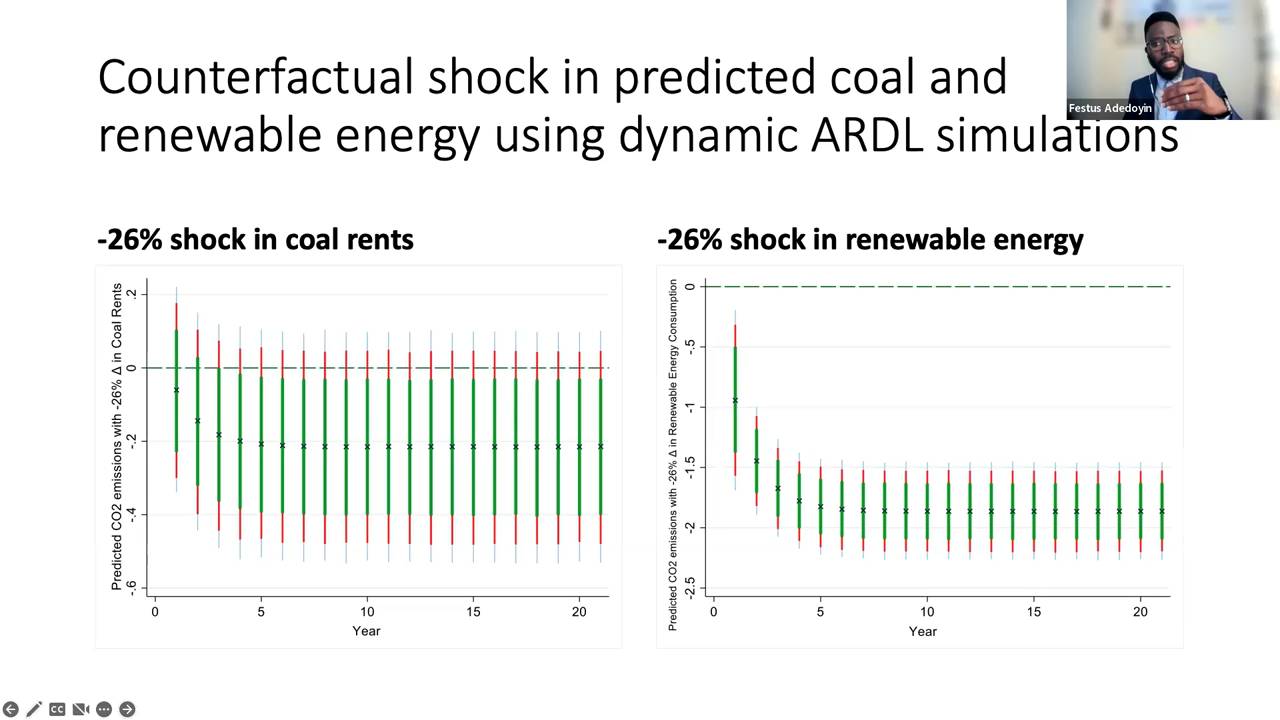 Counterfactual shock in predicted coal and
renewable energy using dynamic ARDL simulations
Festus Adedoyin
-26% shock in coal rents
-26% shock in renewable energy
Predicted CO2 emissions with -26% Δ in Coal Rents
.2
0
-.2
-.4
-.6
0
5
10
15
20
Year
Predicted CO2 emissions with -26% Δ in Renewable Energy Consumption
0
-.5
-1
-1.5
-2
-2.5
0
5
10
15
20
Year
CC